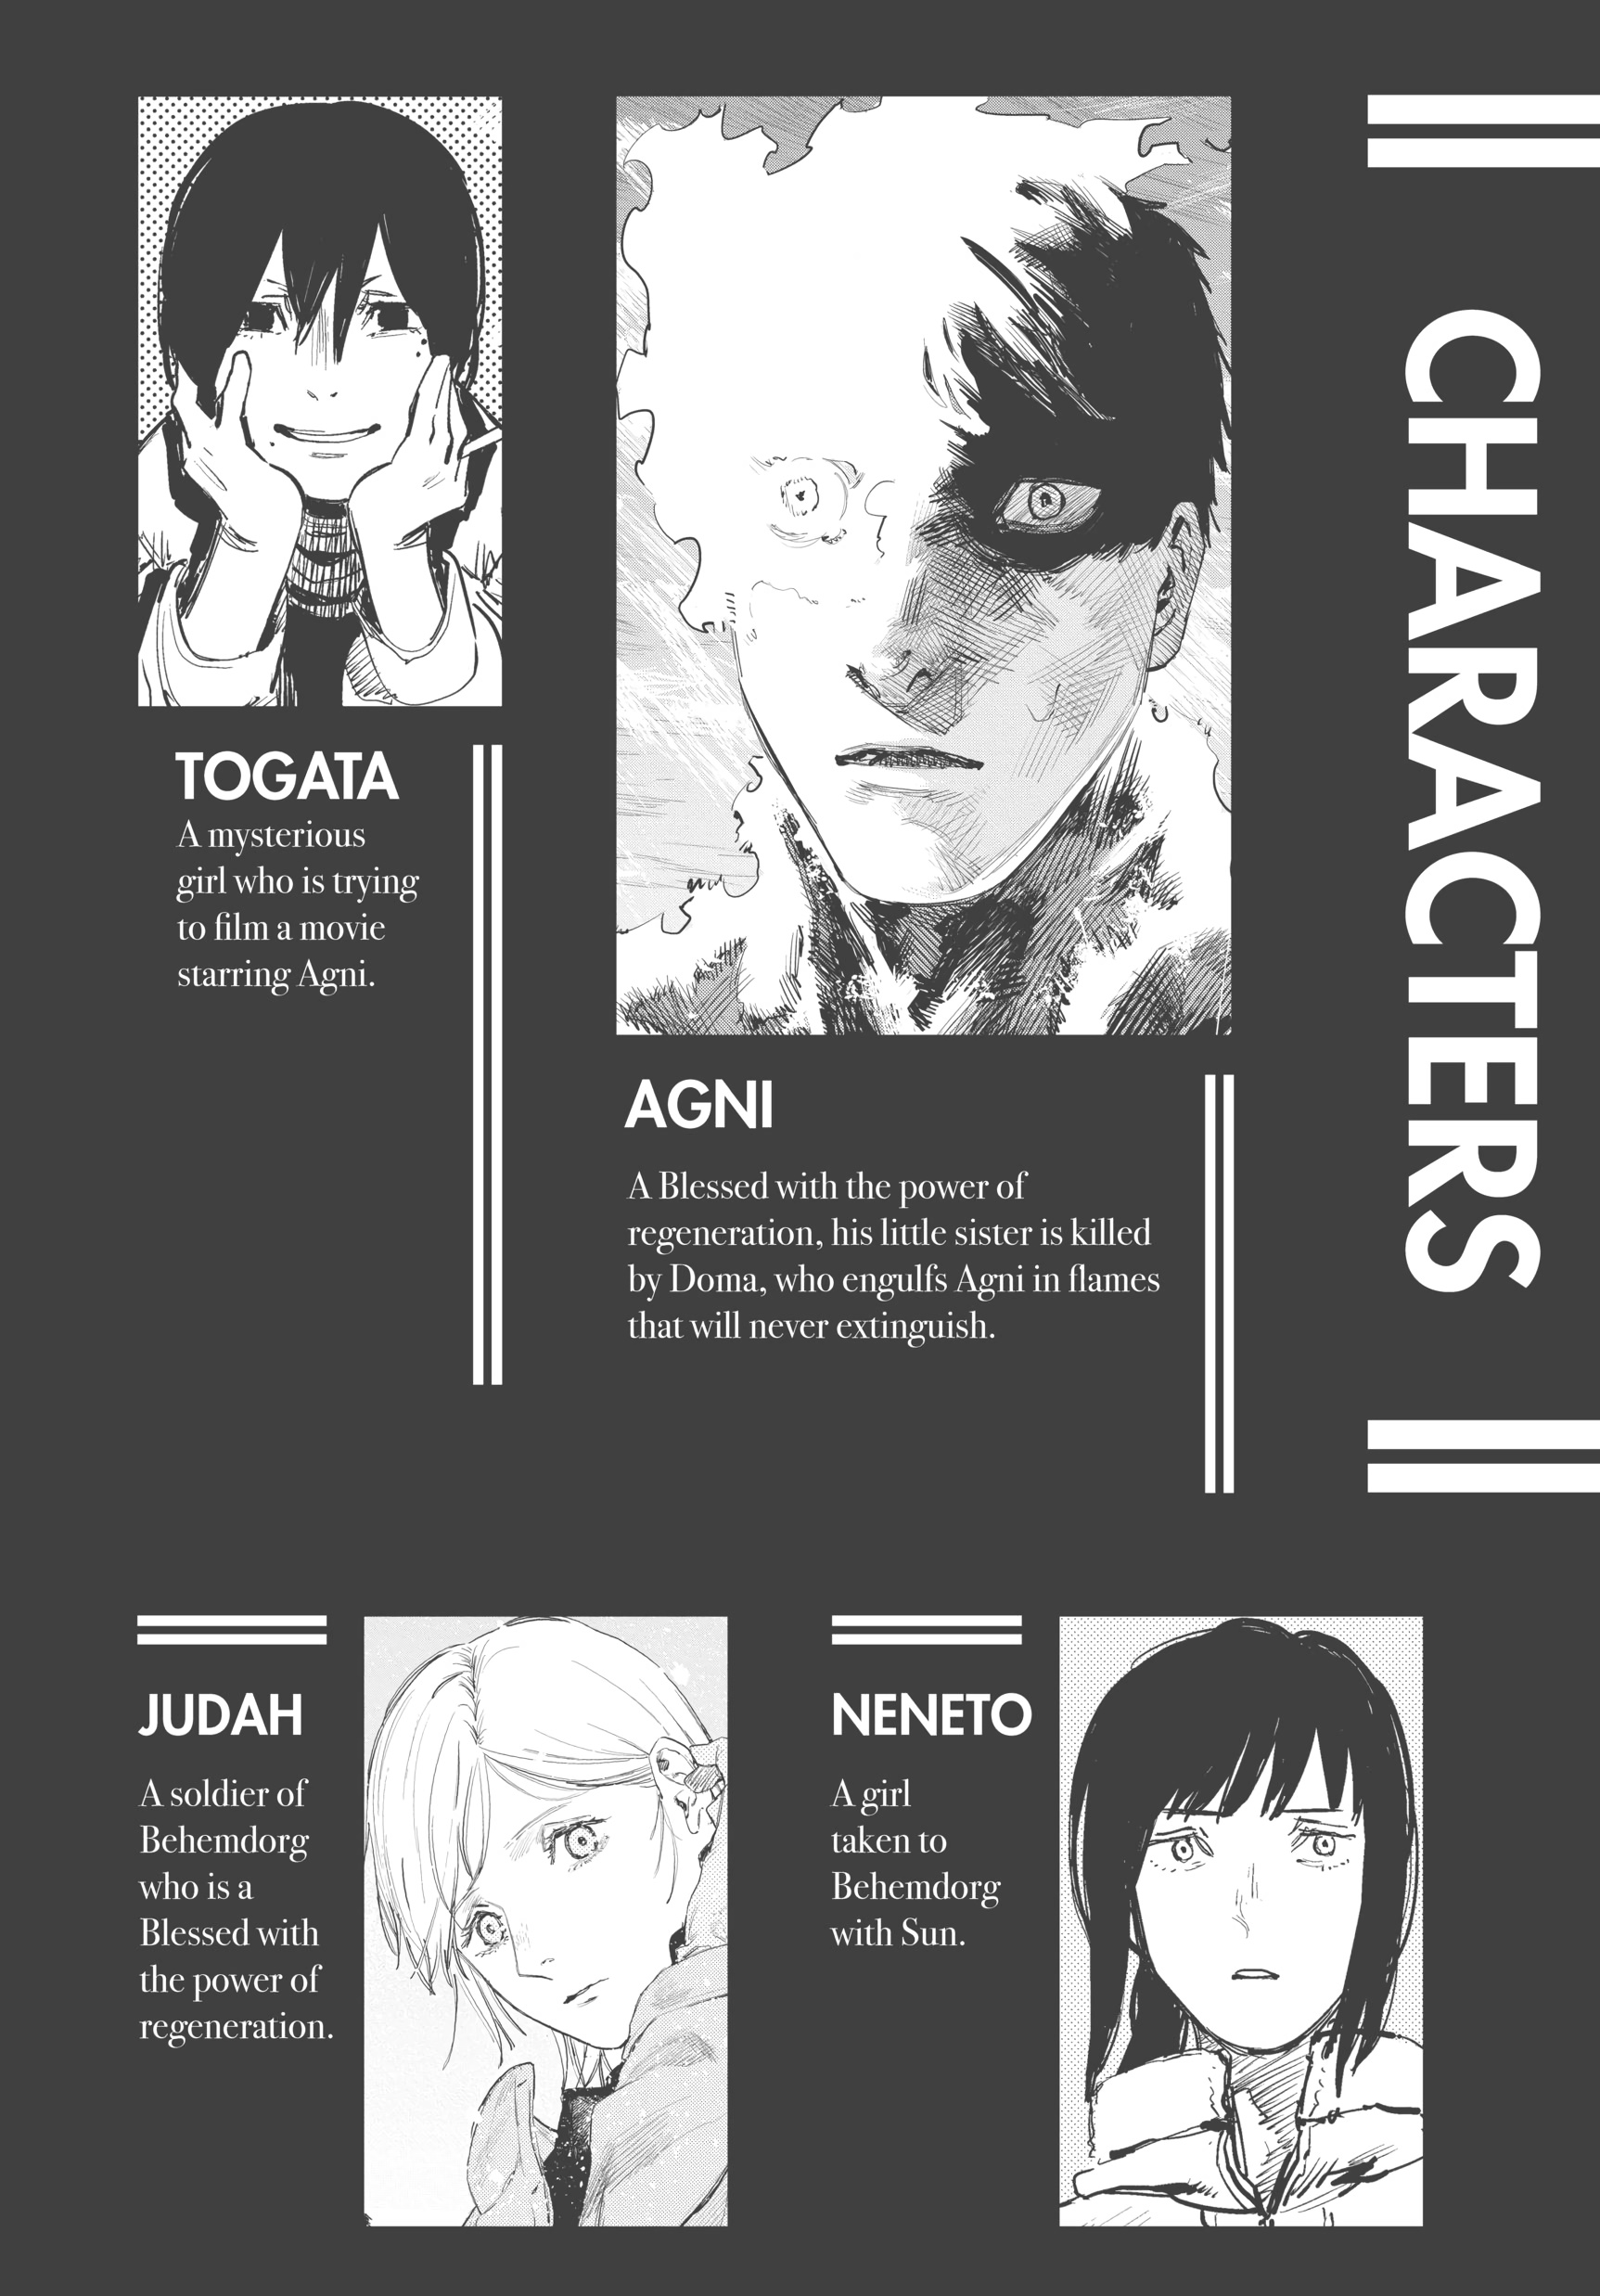 CHARACTERS
TOGATA
A mysterious
girl who is trying
to film a movie
starring Agni.
AGNI
A Blessed with the power of
regeneration, his little sister is killed
by Doma, who engulfs Agni in flames
that will never extinguish.
JUDAH
A soldier of
Behemdorg
who is a
Blessed with
the power of
regeneration.
NENETO
A girl
taken to
Behemdorg
with Sun.